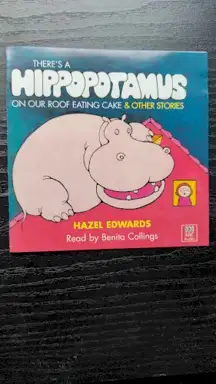 THERE'S A
HIPPOPOTAMUS
ON OUR ROOF EATING CAKE & OTHER STORIES
HAZEL EDWARDS
Read by Benita Collings